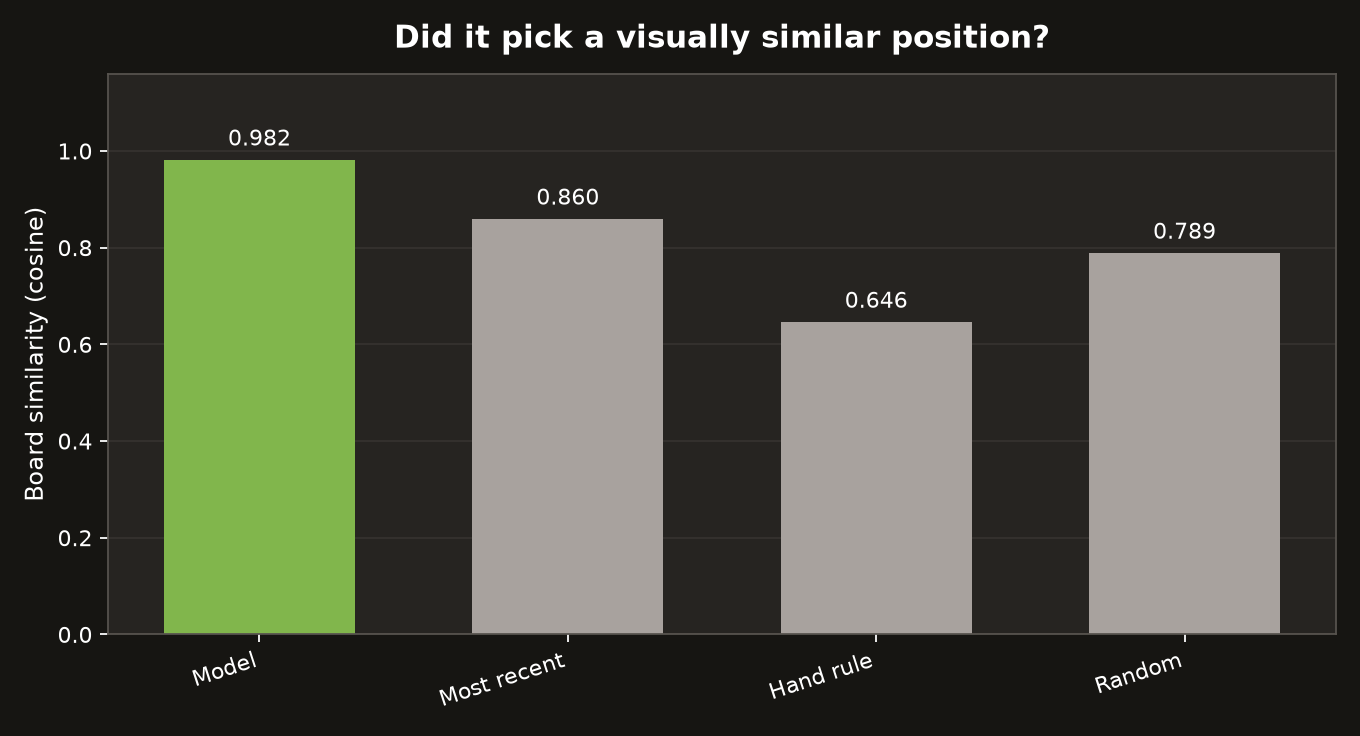 Did it pick a visually similar position?
Board similarity (cosine)
1.0
0.8
0.6
0.4
0.2
0.0
0.982
0.860
0.646
0.789
Model
Most recent
Hand rule
Random